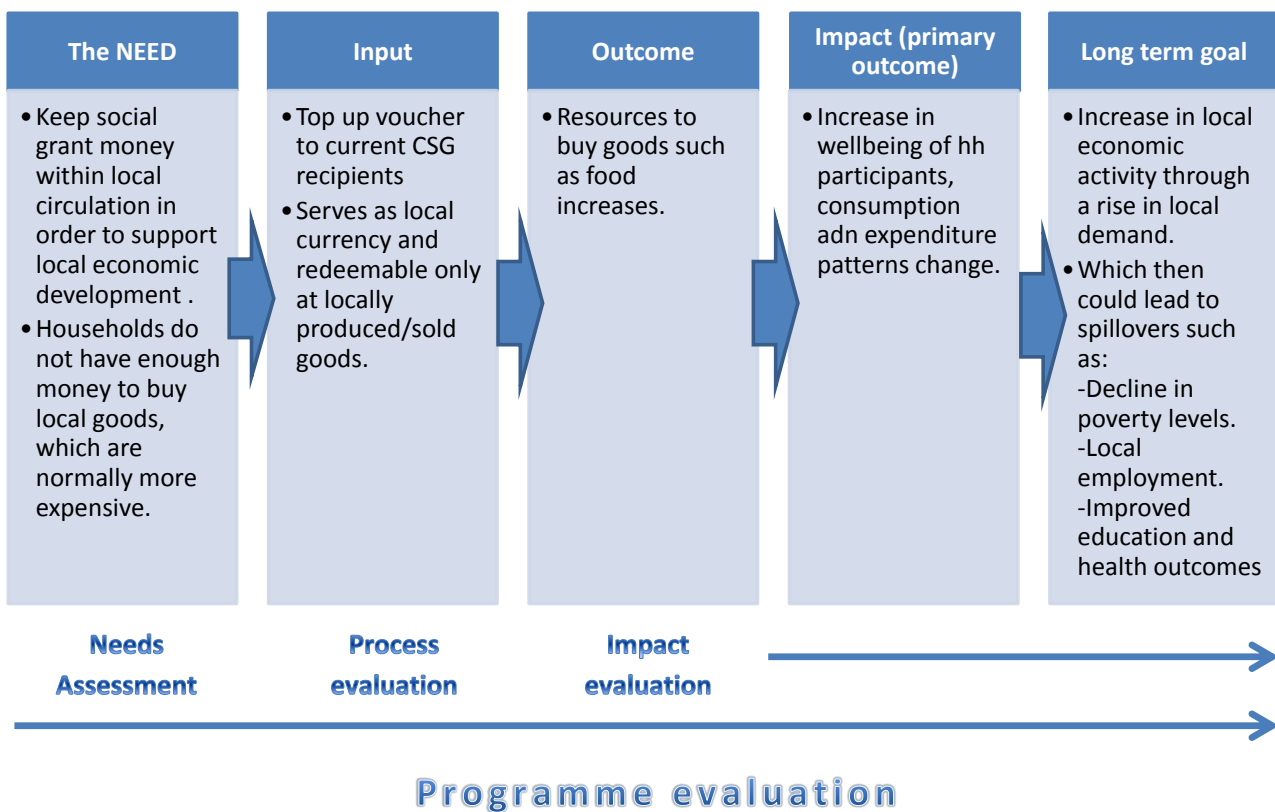 The NEED
• Keep social
grant money
within local
circulation in
order to support
local economic
development .
• Households do
not have enough
money to buy
local goods,
which are
normally more
expensive.
Input
• Top up voucher
to current CSG
recipients
• Serves as local
currency and
redeemable only
at locally
produced/sold
goods.
Outcome
• Resources to
buy goods such
as food
increases.
Impact (primary
outcome)
• Increase in
wellbeing of hh
participants,
consumption
adn expenditure
patterns change.
Long term goal
• Increase in local
economic
activity through
a rise in local
demand.
• Which then
could lead to
spillovers such
as:
-Decline in
poverty levels.
-Local
employment.
-Improved
education and
health outcomes
Needs
Assessment
Process
evaluation
Impact
evaluation
Programme evaluation